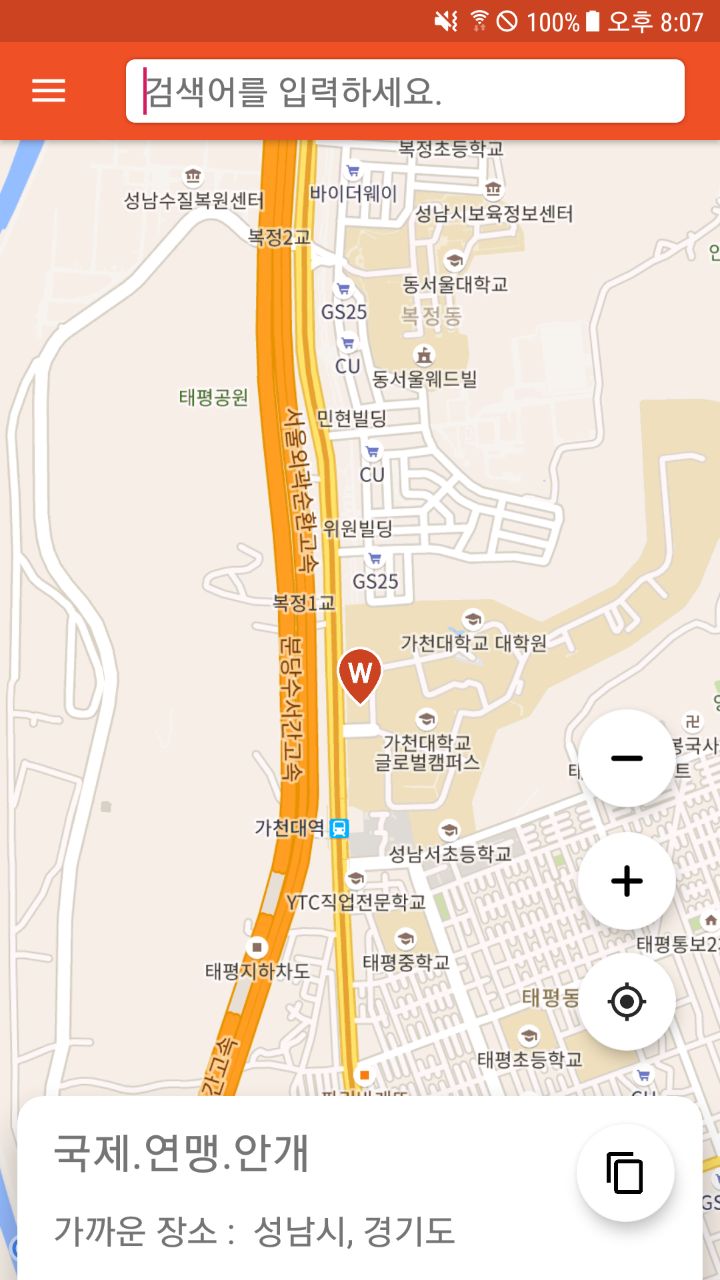 100% 오후 8:07
검색어를 입력하세요.
복정초등학교
성남수질복원센터
바이더웨이
성남시보육정보센터
복정2교
동서울대학교
GS25
복정동
CU
동서울웨드빌
태평공원
민현빌딩
서울외곽순환고속
CU
위원빌딩
GS25
복정1교
가천대학교 대학원
분당수서간고속
W
가천대학교
글로벌캠퍼스
봉국사
가천대역
성남서초등학교
YTC직업전문학교
태평통보2
태평중학교
태평지하차도
태평동
태평초등학교
CU
GS
국제.연맹.안개
가까운 장소 : 성남시, 경기도